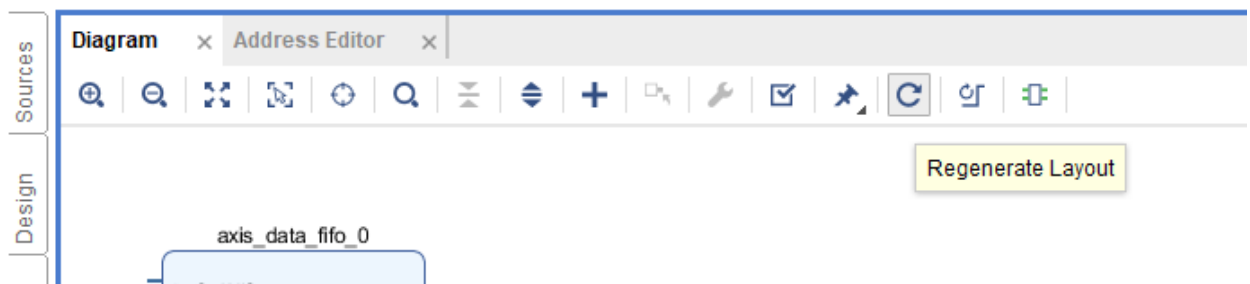 Sources
Design
Diagram
Address Editor
Regenerate Layout
axis_data_fifo_0